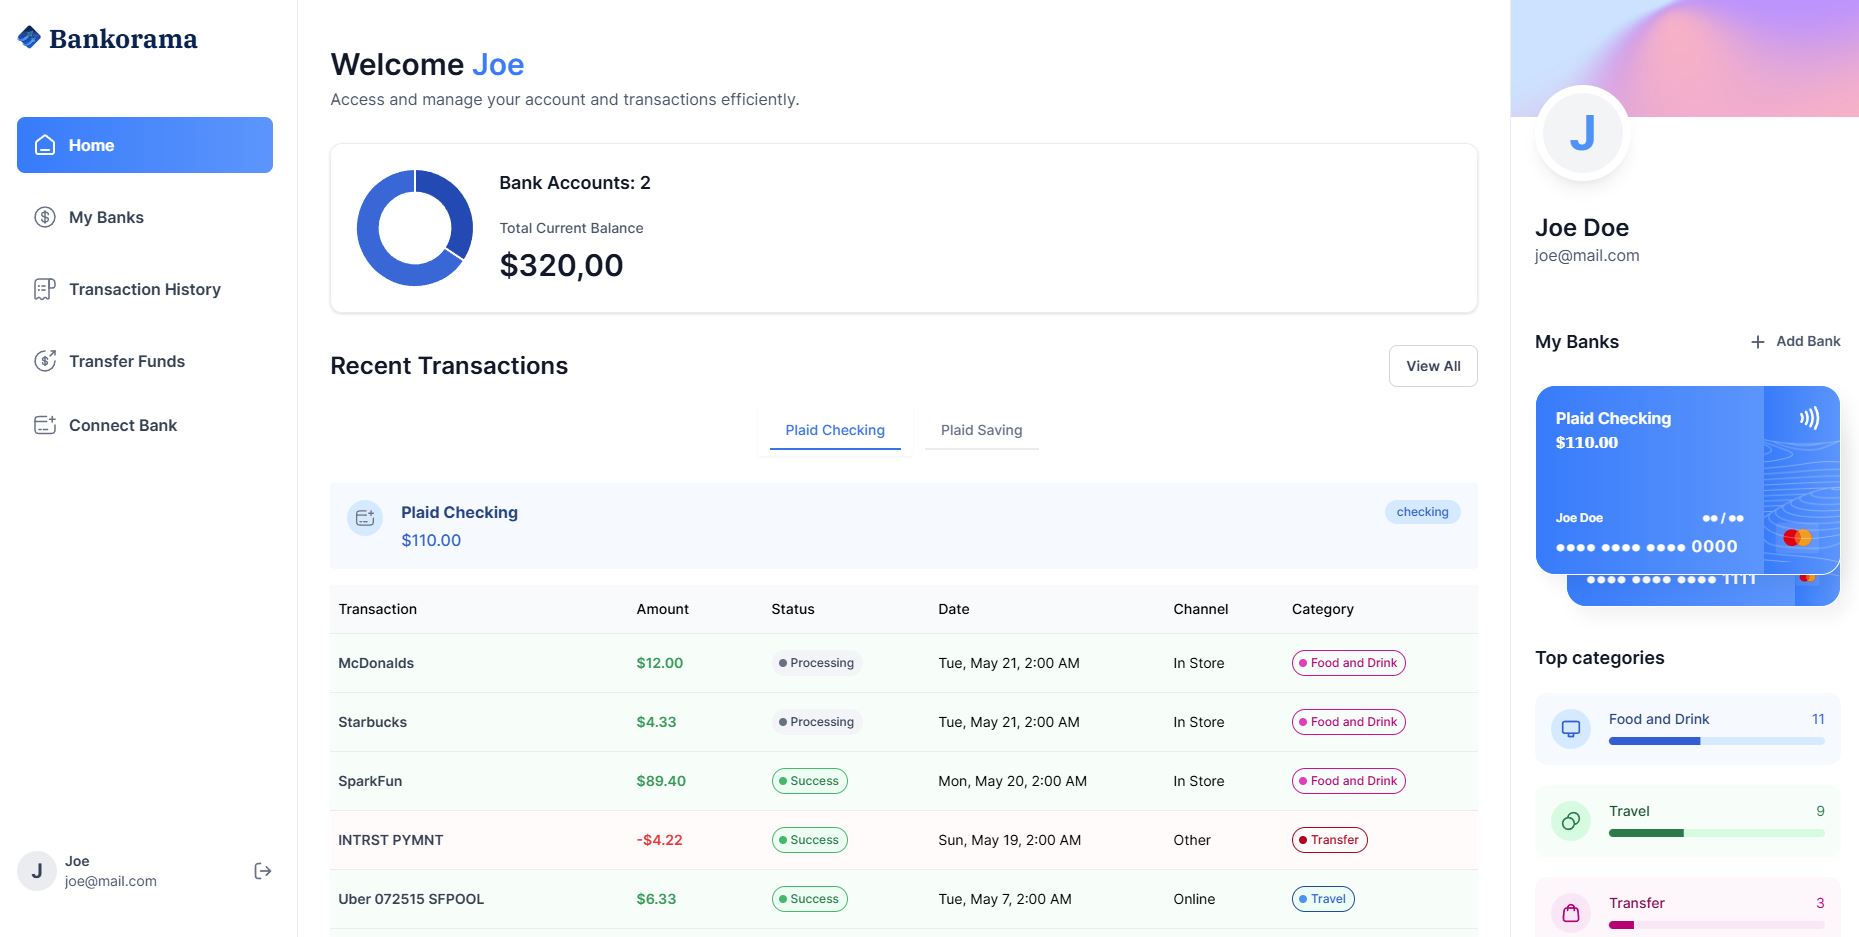 Bankorama
Home
My Banks
Transaction History
Transfer Funds
Connect Bank
J
Joe
joe@mail.com
Welcome Joe
Access and manage your account and transactions efficiently.
Bank Accounts: 2
Total Current Balance
$320,00
Recent Transactions
View All
Plaid Checking Plaid Saving
Plaid Checking
checking
$110.00
Transaction Amount Status Date Channel Category
McDonalds $12.00 Processing Tue, May 21, 2:00 AM In Store Food and Drink
Starbucks $4.33 Processing Tue, May 21, 2:00 AM In Store Food and Drink
SparkFun $89.40 Success Mon, May 20, 2:00 AM In Store Food and Drink
INTRST PYMNT -$4.22 Success Sun, May 19, 2:00 AM Other Transfer
Uber 072515 SFPOOL $6.33 Success Tue, May 7, 2:00 AM Online Travel
J
Joe Doe
joe@mail.com
My Banks
+ Add Bank
Plaid Checking
$110.00
Joe Doe ●● / ●●
●●●● ●●●● ●●●● 0000
●●●● ●●●● ●●●● 1111
Top categories
Food and Drink 11
Travel 9
Transfer 3